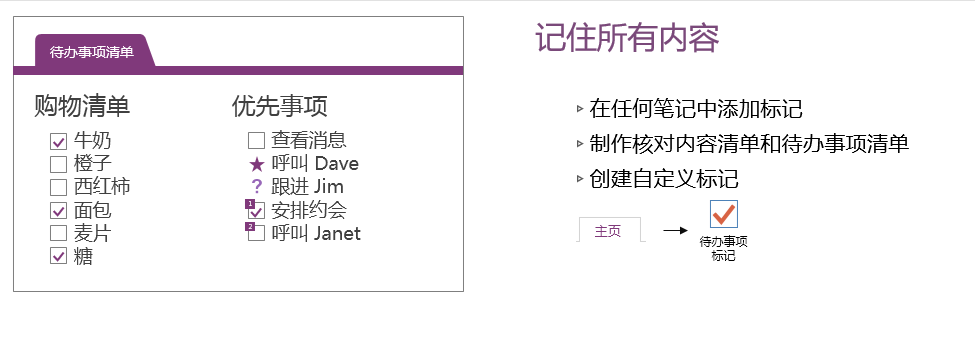 待办事项清单
购物清单
牛奶
橙子
西红柿
面包
麦片
糖
优先事项
查看消息
呼叫 Dave
? 跟进 Jim
1 安排约会
2 呼叫 Janet
记住所有内容
在任何笔记中添加标记
制作核对内容清单和待办事项清单
创建自定义标记
主页
待办事项
标记